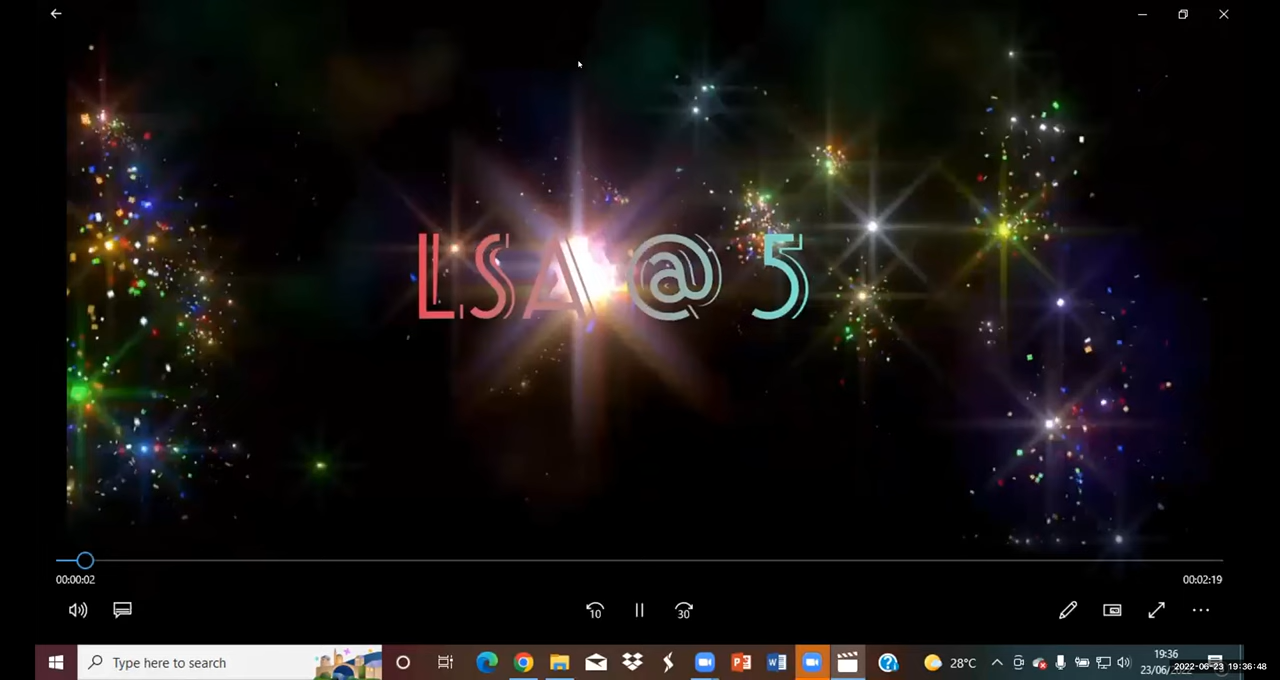 LSA @ 5
00:00:02
00:02:19
10
30
Type here to search
28°C
19:36
23/06/
2022-06-23 19:36:48